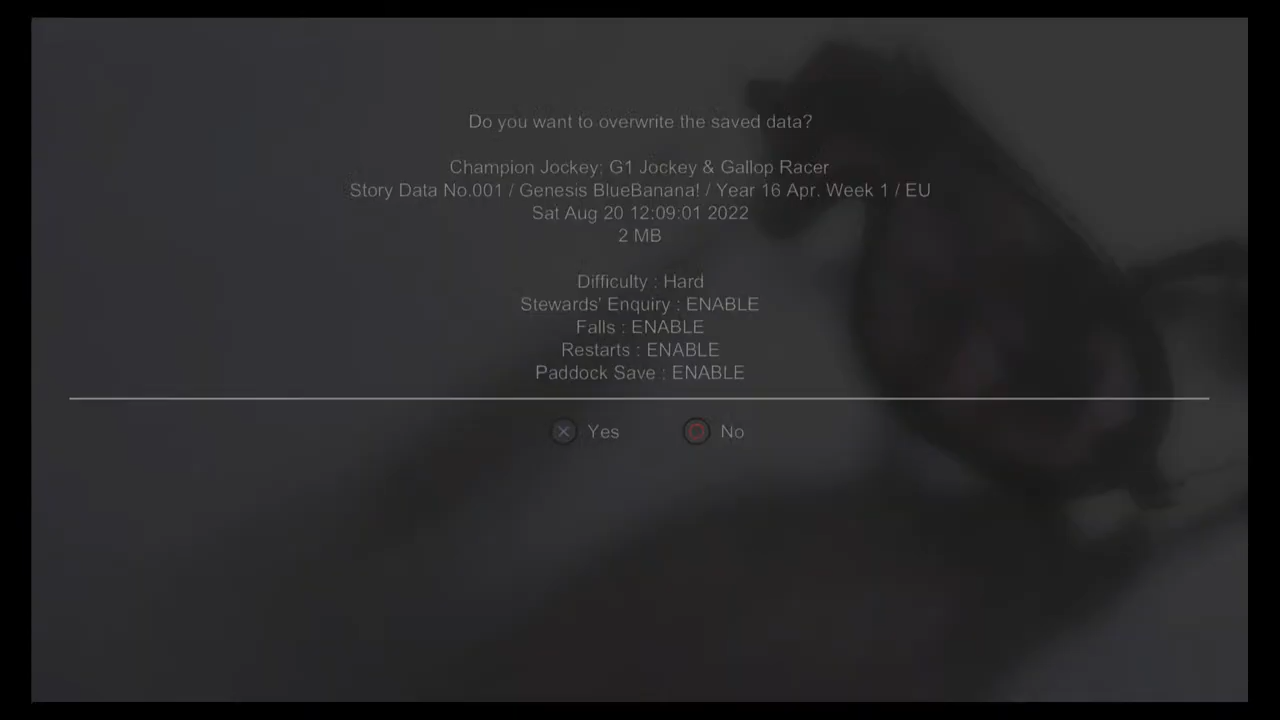 Do you want to overwrite the saved data?
Champion Jockey: G1 Jockey & Gallop Racer
Story Data No.001 / Genesis BlueBanana! / Year 16 Apr. Week 1 / EU
Sat Aug 20 12:09:01 2022
2 MB
Difficulty : Hard
Stewards' Enquiry : ENABLE
Falls : ENABLE
Restarts : ENABLE
Paddock Save : ENABLE
Yes No